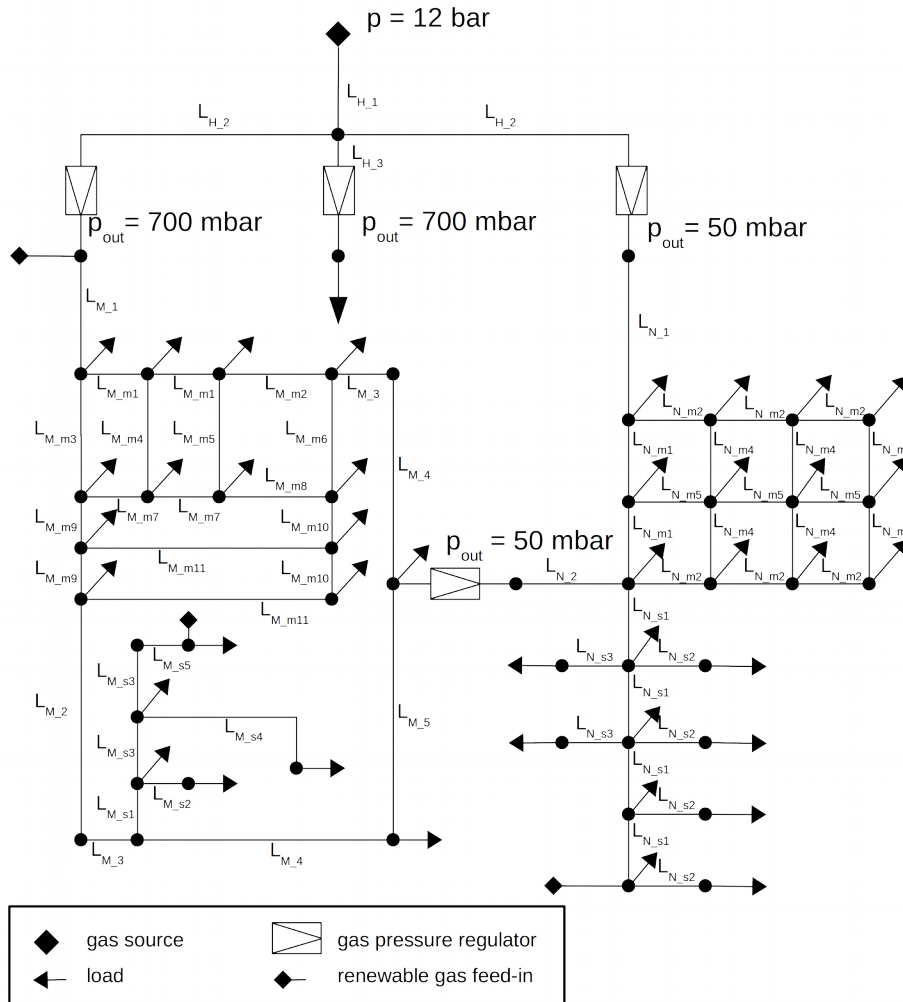 p = 12 bar
L_H_1
L_H_2
L_H_2
L_H_3
p_out = 700 mbar
p_out = 700 mbar
p_out = 50 mbar
L_M_1
L_N_1
L_M_m1
L_M_m1
L_M_m2
L_M_3
L_N_m2
L_N_m2
L_N_m2
L_M_m3
L_M_m4
L_M_m5
L_M_m6
L_N_m1
L_N_m4
L_N_m4
L_M_4
L_M_m8
L_N_m5
L_N_m5
L_N_m5
L_M_m7
L_M_m7
L_M_m9
L_M_m10
L_N_m1
L_N_m4
L_N_m4
p_out = 50 mbar
L_M_m11
L_M_m9
L_M_m10
L_N_2
L_N_m2
L_N_m2
L_N_m2
L_M_m11
L_N_s1
L_M_s5
L_N_s3
L_N_s2
L_M_s3
L_N_s1
L_M_2
L_M_s4
L_M_5
L_N_s3
L_N_s2
L_M_s3
L_N_s1
L_M_s2
L_M_s1
L_N_s2
L_N_s1
L_M_3
L_M_4
L_N_s2
gas source
gas pressure regulator
load
renewable gas feed-in